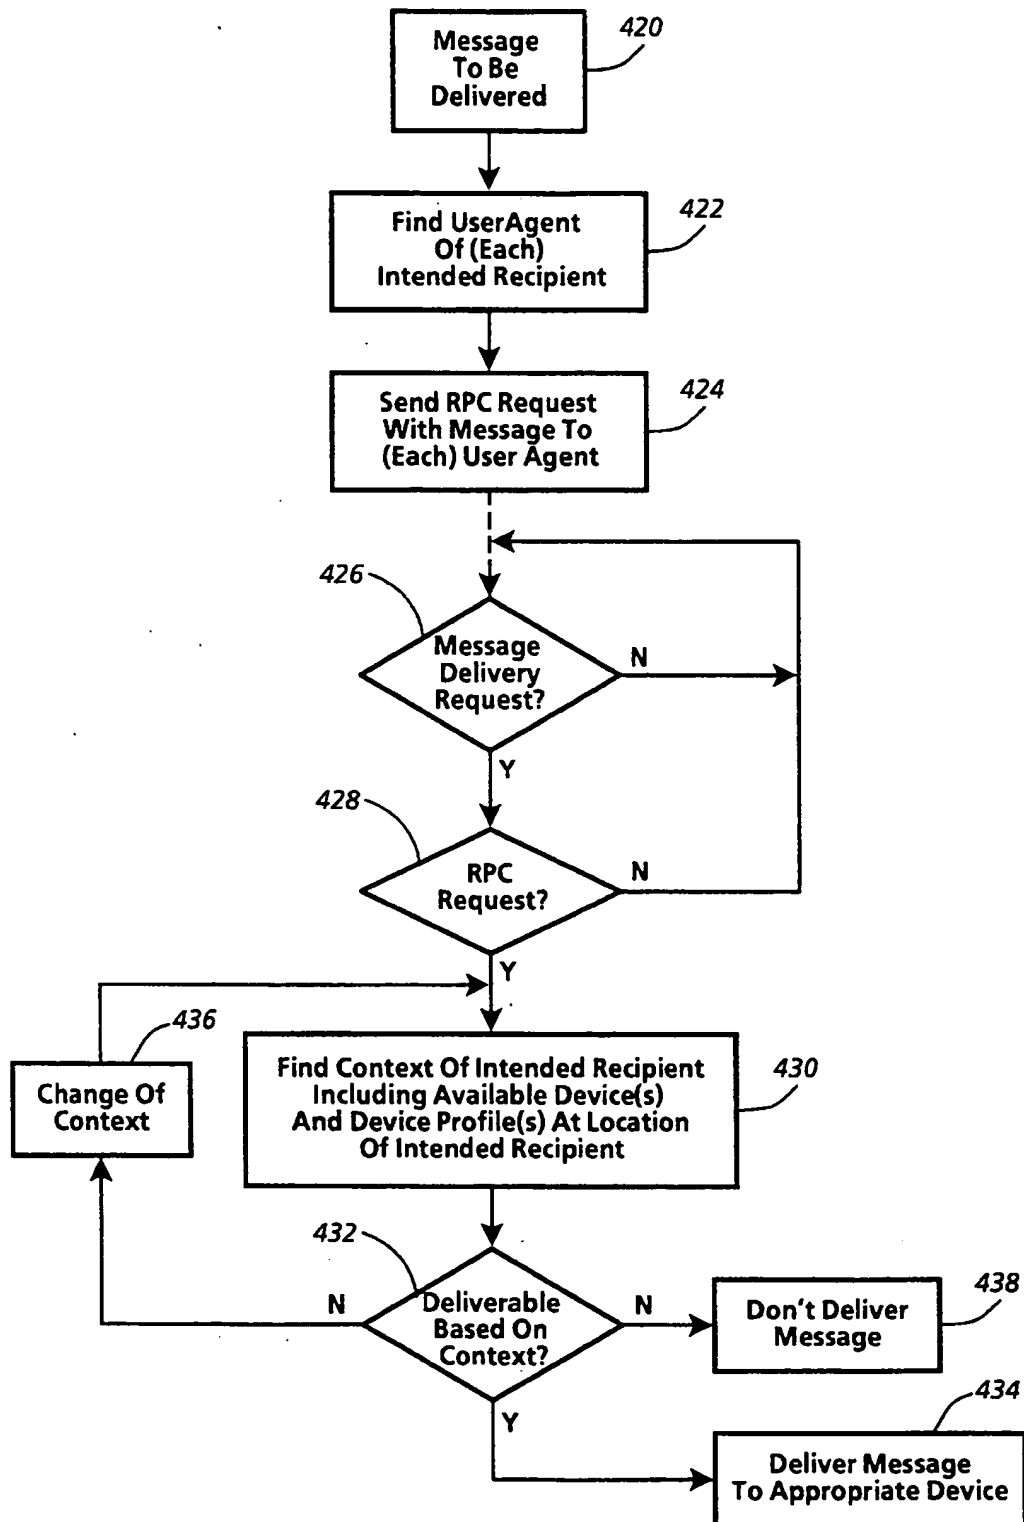 Message
To Be
Delivered
420
Find UserAgent
Of (Each)
Intended Recipient
422
Send RPC Request
With Message To
(Each) User Agent
424
426
Message
Delivery
Request?
N
Y
428
RPC
Request?
N
Y
436
Change Of
Context
Find Context Of Intended Recipient
Including Available Device(s)
And Device Profile(s) At Location
Of Intended Recipient
430
432
N
Deliverable
Based On
Context?
N
Y
Don't Deliver
Message
438
434
Deliver Message
To Appropriate Device